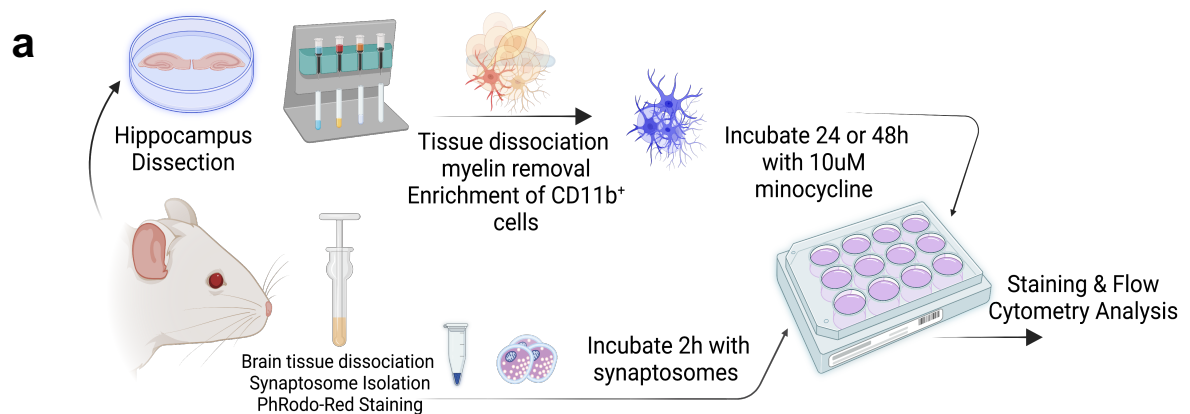 a
Hippocampus
Dissection
Tissue dissociation
myelin removal
Enrichment of CD11b⁺
cells
Incubate 24 or 48h
with 10uM
minocycline
Brain tissue dissociation
Synaptosome Isolation
PhRodo-Red Staining
Incubate 2h with
synaptosomes
Staining & Flow
Cytometry Analysis